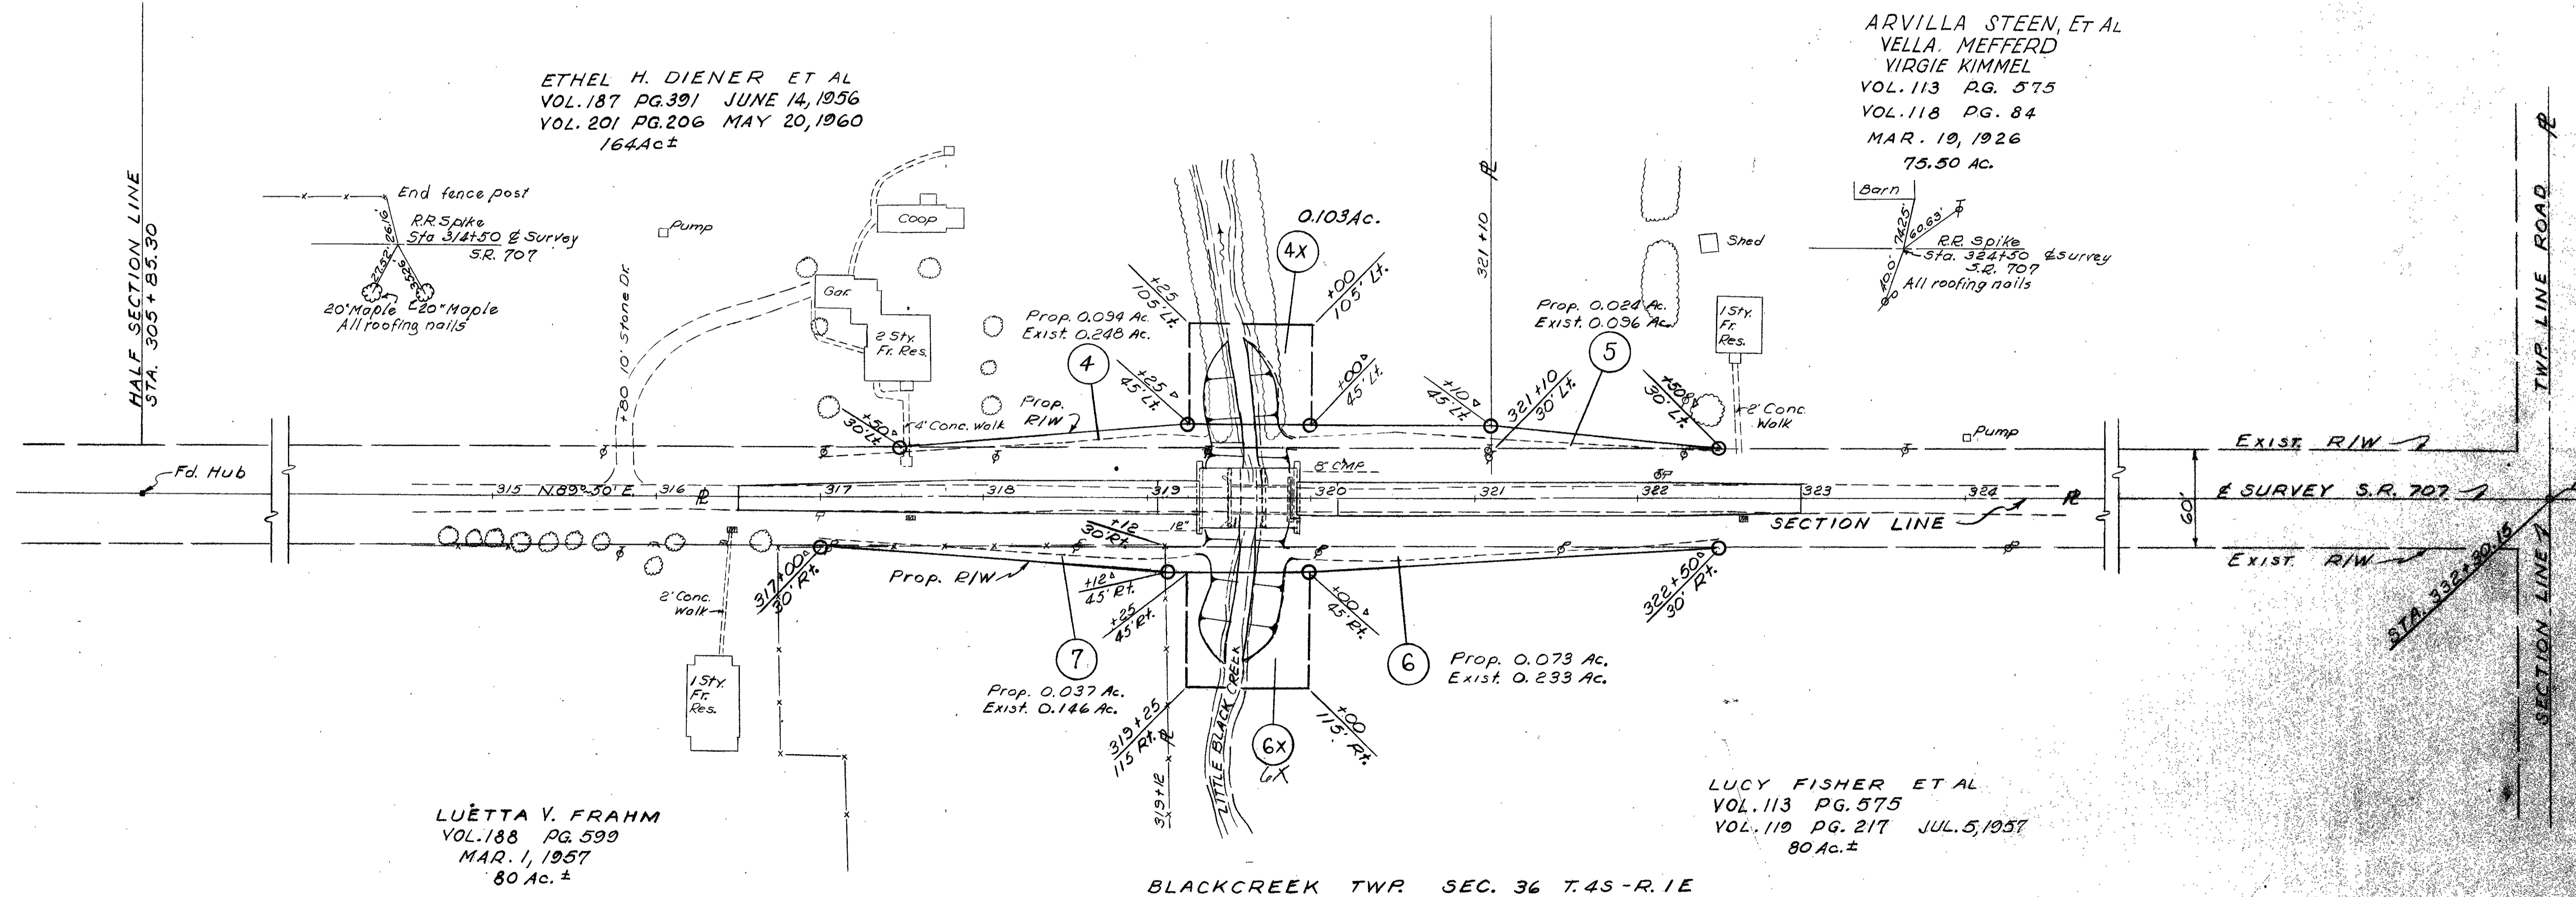 ETHEL H. DIENER ET AL
VOL. 187 PG. 391 JUNE 14, 1956
VOL. 201 PG. 206 MAY 20, 1960
164 Ac ±
ARVILLA STEEN, ET AL
VELLA. MEFFERD
VIRGIE KIMMEL
VOL. 113 P.G. 575
VOL. 118 P.G. 84
MAR. 19, 1926
75.50 AC.
HALF SECTION LINE
STA. 305 + 85.30
End fence post
26.16'
R.R. Spike
Sta 314+50 ℄ Survey
S.R. 707
27.52'
35.26'
20" Maple
20" Maple
All roofing nails
Pump
+80 10' Stone Dr.
Coop
Gar.
2 Sty.
Fr. Res.
4' Conc. Walk
+50 Δ
30' Lt.
Prop. 0.094 Ac.
Exist. 0.248 Ac.
4
Prop.
R/W
+25
105' Lt.
+25 Δ
45' Lt.
0.103 Ac.
4X
+00
105' Lt.
+00 Δ
45' Lt.
321+10
℄
+10 Δ
45' Lt.
321+10
30' Lt.
Prop. 0.024 Ac.
Exist. 0.096 Ac.
5
+50 Δ
30' Lt.
Shed
1 Sty.
Fr.
Res.
2' Conc.
Walk
Barn
74.25'
60.63'
R.R. Spike
Sta. 324+50 ℄ Survey
S.R. 707
40.0'
All roofing nails
Pump
TWP. LINE ROAD
Fd. Hub
315 N. 89°-50' E. 316 317 318 319 320 321 322 323 324
8" CMP
12"
EXIST. R/W
℄ SURVEY S.R. 707
SECTION LINE
60'
EXIST. R/W
STA. 332+30.15
SECTION LINE
317+00 Δ
30' Rt.
Prop. R/W
+12
30' Rt.
+12 Δ
45' Rt.
+25
45' Rt.
+00 Δ
45' Rt.
322+50 Δ
30' Rt.
2' Conc.
Walk
1 Sty.
Fr.
Res.
7
Prop. 0.037 Ac.
Exist. 0.146 Ac.
6
Prop. 0.073 Ac.
Exist. 0.233 Ac.
319+25
115' Rt.
319+12
LITTLE BLACK CREEK
6X
6X
+00
115' Rt.
LUETTA V. FRAHM
VOL. 188 PG. 599
MAR. 1, 1957
80 Ac. ±
LUCY FISHER ET AL
VOL. 113 PG. 575
VOL. 119 PG. 217 JUL. 5, 1957
80 Ac. ±
BLACKCREEK TWP. SEC. 36 T. 4S - R. 1E